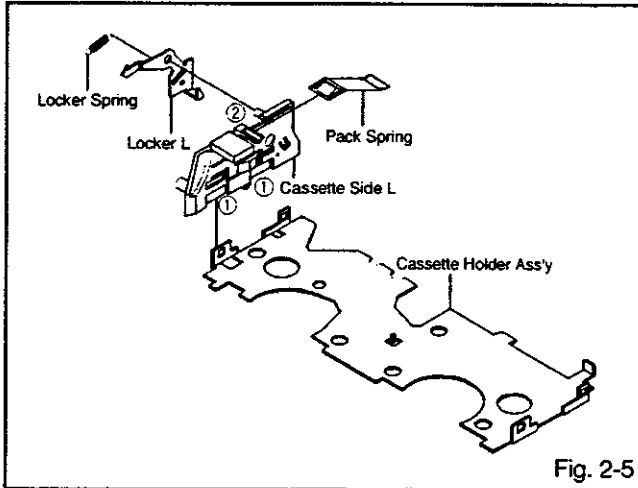 Locker Spring
Locker L
②
Pack Spring
① Cassette Side L
①
Cassette Holder Ass'y
Fig. 2-5